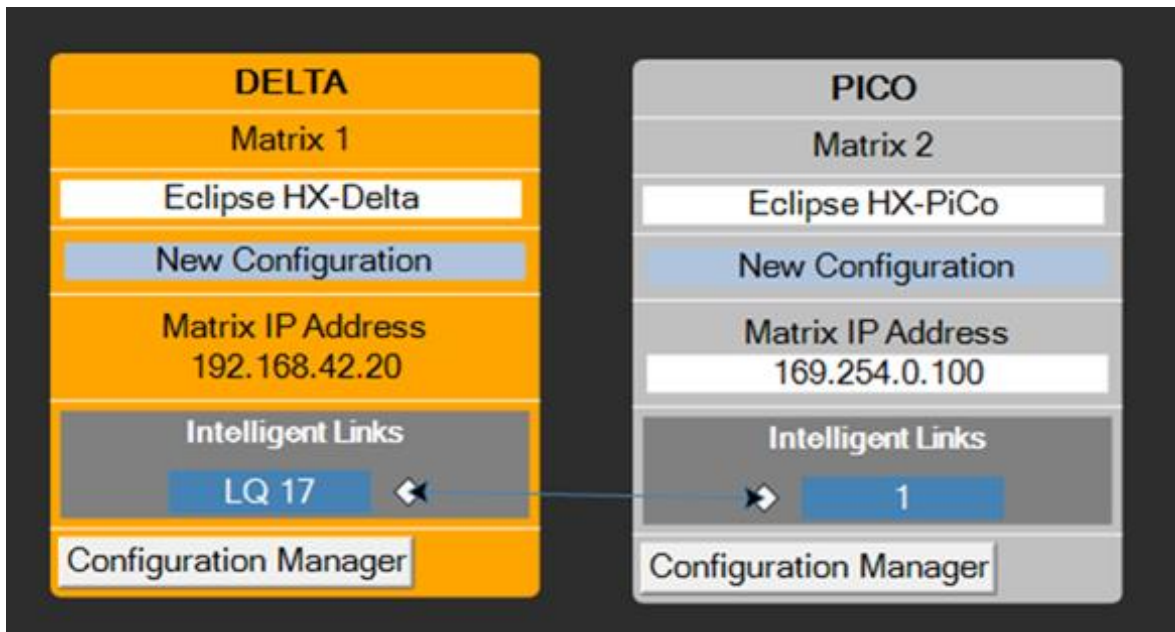 DELTA
Matrix 1
Eclipse HX-Delta
New Configuration
Matrix IP Address
192.168.42.20
Intelligent Links
LQ 17
Configuration Manager
PICO
Matrix 2
Eclipse HX-PiCo
New Configuration
Matrix IP Address
169.254.0.100
Intelligent Links
1
Configuration Manager